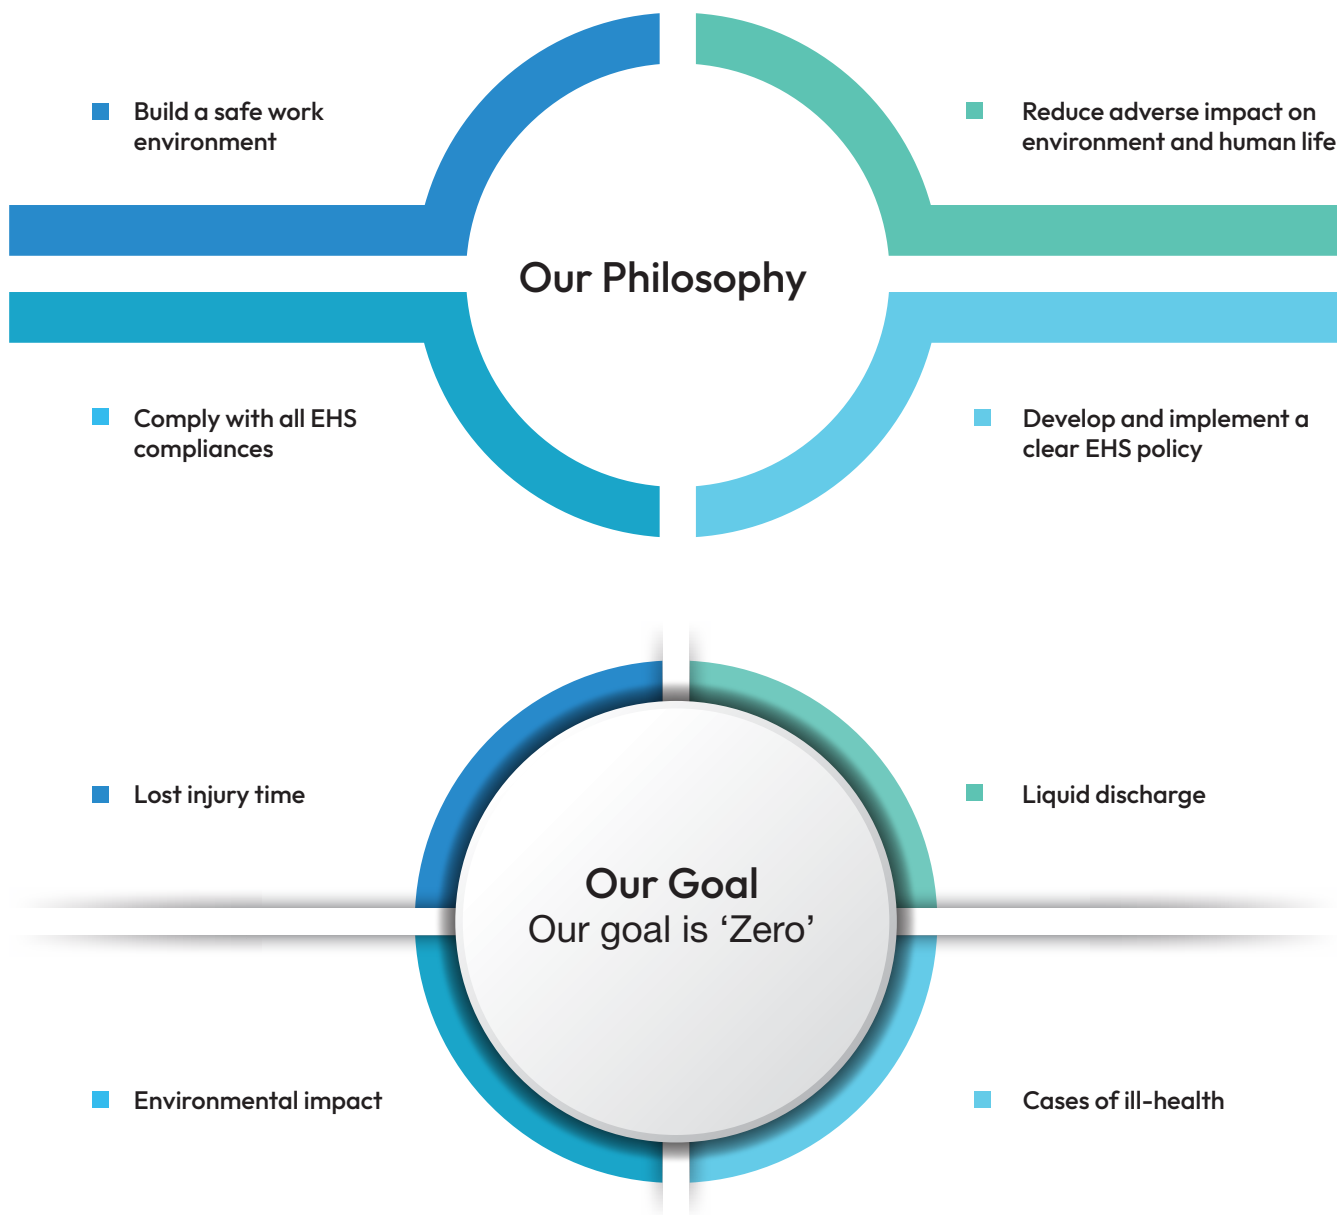 Build a safe work
environment
Reduce adverse impact on
environment and human life
Our Philosophy
Comply with all EHS
compliances
Develop and implement a
clear EHS policy
Lost injury time
Liquid discharge
Our Goal
Our goal is ‘Zero’
Environmental impact
Cases of ill-health